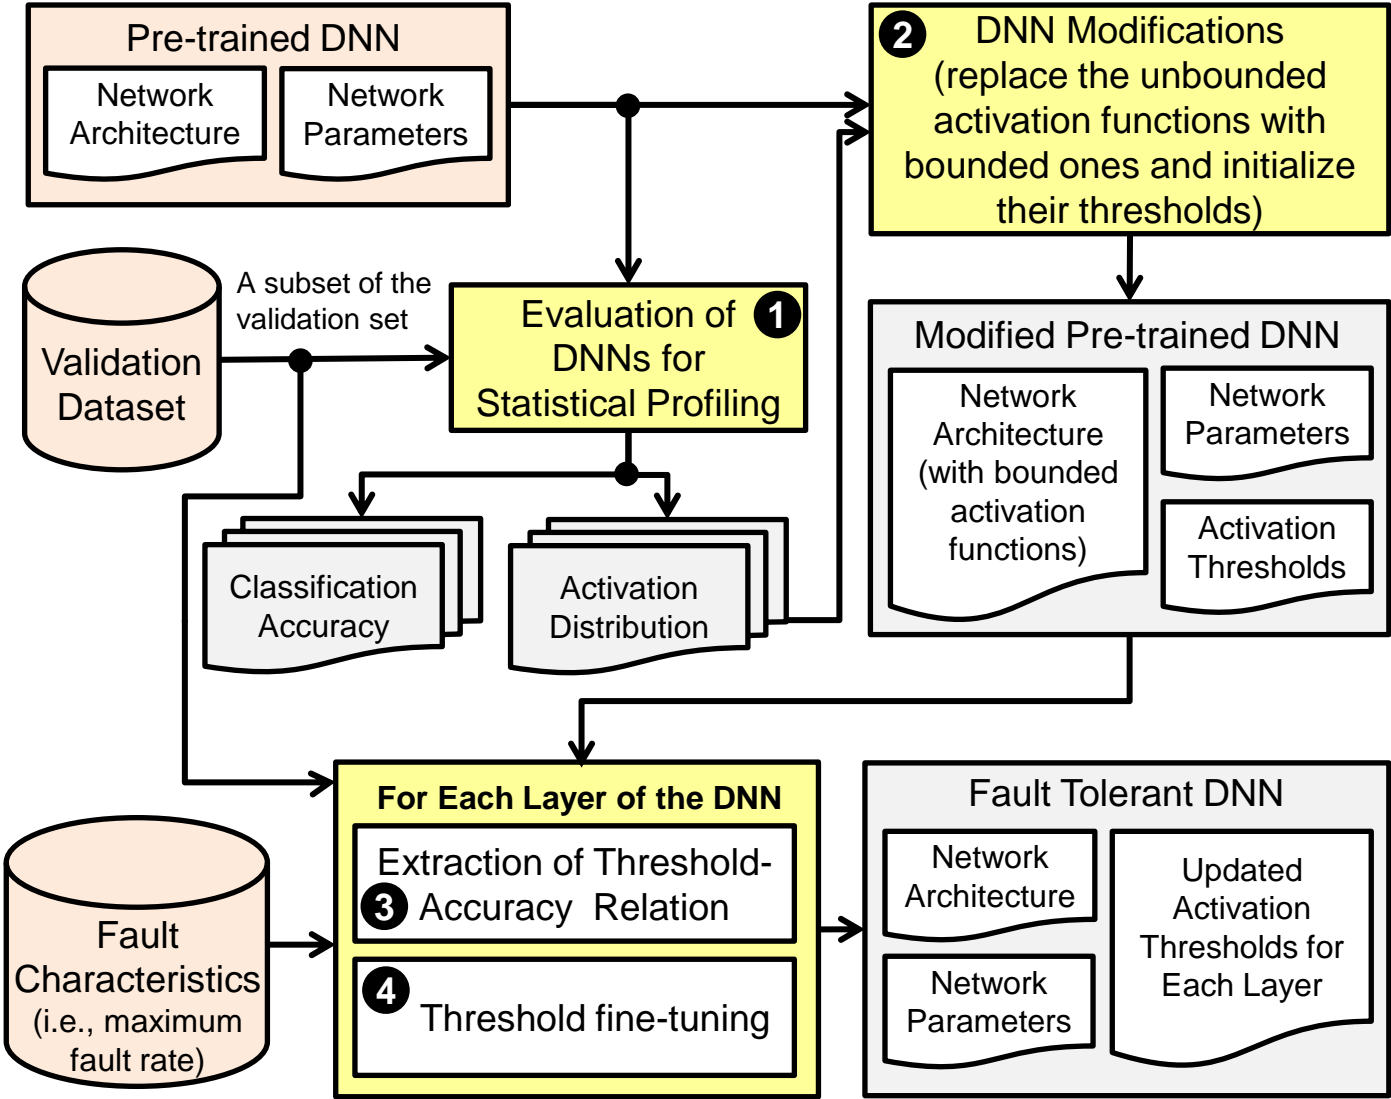 Pre-trained DNN
Network
Architecture
Network
Parameters
2
DNN Modifications
(replace the unbounded
activation functions with
bounded ones and initialize
their thresholds)
Validation
Dataset
A subset of the
validation set
Evaluation of
DNNs for
Statistical Profiling
1
Classification
Accuracy
Activation
Distribution
Modified Pre-trained DNN
Network
Architecture
(with bounded
activation
functions)
Network
Parameters
Activation
Thresholds
Fault
Characteristics
(i.e., maximum
fault rate)
For Each Layer of the DNN
Extraction of Threshold-
3 Accuracy Relation
4
Threshold fine-tuning
Fault Tolerant DNN
Network
Architecture
Network
Parameters
Updated
Activation
Thresholds for
Each Layer